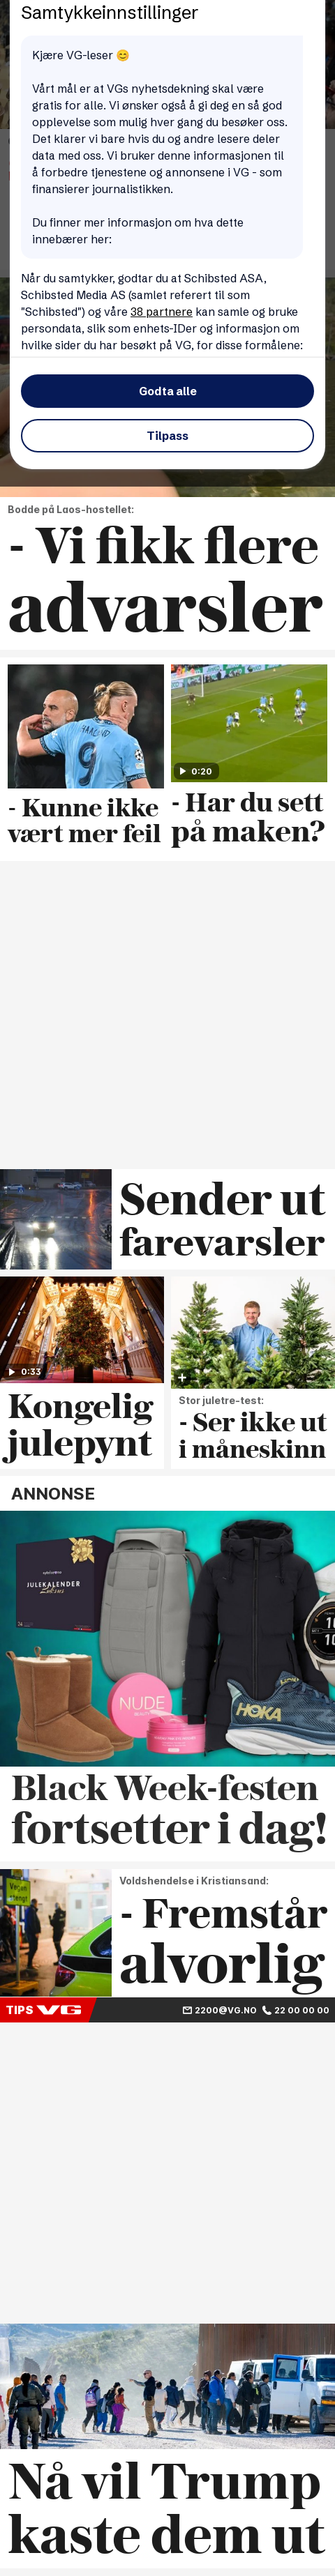 Samtykkeinnstillinger
Kjære VG-leser 😊
Vårt mål er at VGs nyhetsdekning skal være
gratis for alle. Vi ønsker også å gi deg en så god
opplevelse som mulig hver gang du besøker oss.
Det klarer vi bare hvis du og andre lesere deler
data med oss. Vi bruker denne informasjonen til
å forbedre tjenestene og annonsene i VG - som
finansierer journalistikken.
Du finner mer informasjon om hva dette
innebærer her:
Når du samtykker, godtar du at Schibsted ASA,
Schibsted Media AS (samlet referert til som
"Schibsted") og våre 38 partnere kan samle og bruke
persondata, slik som enhets-IDer og informasjon om
hvilke sider du har besøkt på VG, for disse formålene:
Godta alle
Tilpass
Bodde på Laos-hostellet:
- Vi fikk flere
advarsler
HAALAND
9
0:20
- Kunne ikke
vært mer feil
- Har du sett
på maken?
Sender ut
farevarsler
0:33
Kongelig
julepynt
Stor juletre-test:
- Ser ikke ut
i måneskinn
ANNONSE
JULEKALENDER
24
NUDE
HOKA
10
10
Black Week-festen
fortsetter i dag!
Vegen
stengt
Voldshendelse i Kristiansand:
- Fremstår
alvorlig
TIPS VG
2200@VG.NO 22 00 00 00
Nå vil Trump
kaste dem ut